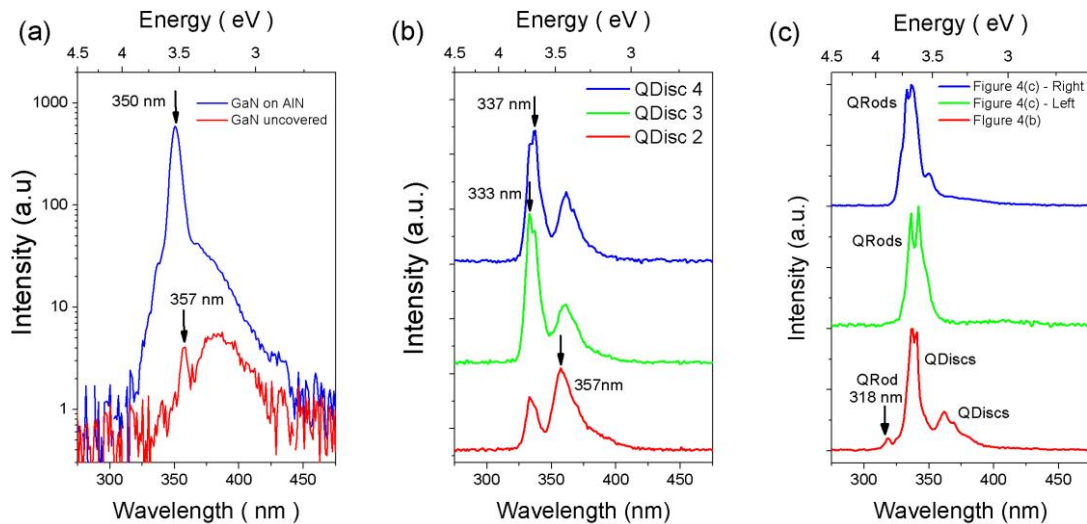 (a)
Energy ( eV)
4.5 4 3.5 3
1000
100
10
1
Intensity (a.u)
350 nm
357 nm
GaN on AlN
GaN uncovered
300 350 400 450
Wavelength ( nm)
(b)
Energy ( eV)
4.5 4 3.5 3
Intensity (a.u.)
337 nm
333 nm
357nm
QDisc 4
QDisc 3
QDisc 2
300 350 400 450
Wavelength (nm)
(c)
Energy ( eV)
4.5 4 3.5 3
Intensity (a.u.)
Figure 4(c) - Right
Figure 4(c) - Left
FIgure 4(b)
QRods
QRods
QRod
318 nm
QDiscs
QDiscs
300 350 400 450
Wavelength (nm)